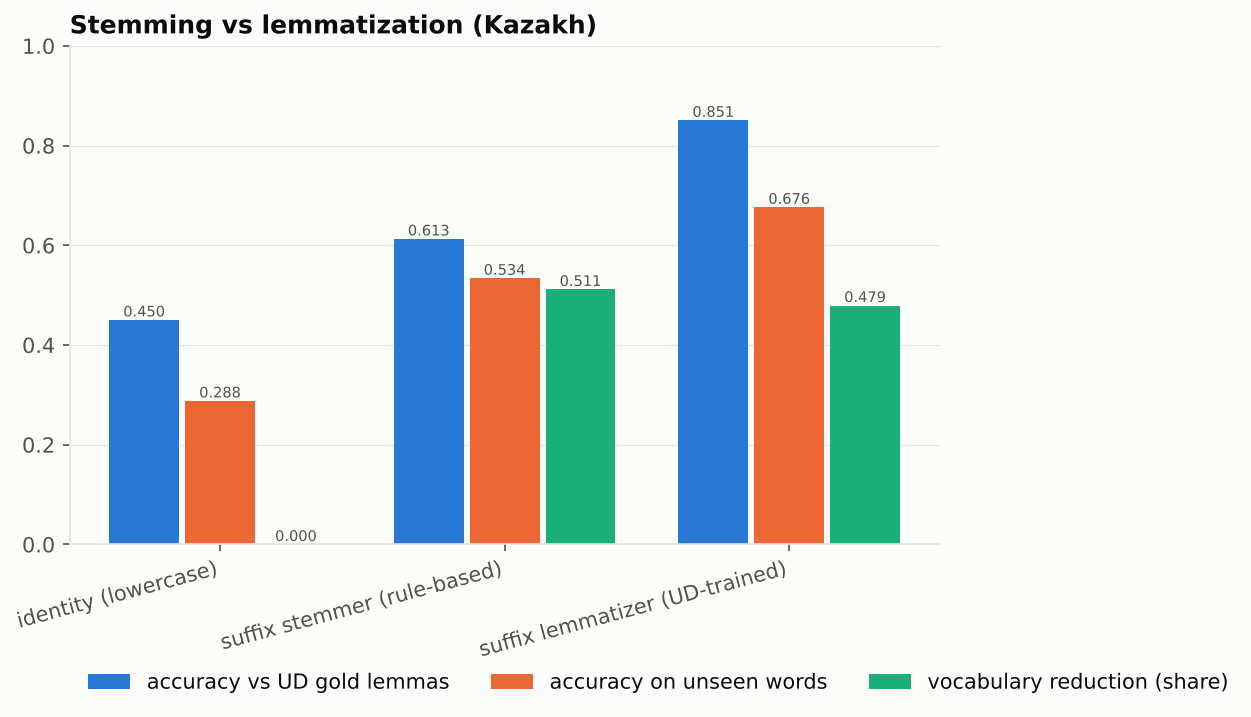 Stemming vs lemmatization (Kazakh)
1.0
0.8
0.6
0.4
0.2
0.0
0.450
0.288
0.000
0.613
0.534
0.511
0.851
0.676
0.479
identity (lowercase)
suffix stemmer (rule-based)
suffix lemmatizer (UD-trained)
accuracy vs UD gold lemmas
accuracy on unseen words
vocabulary reduction (share)